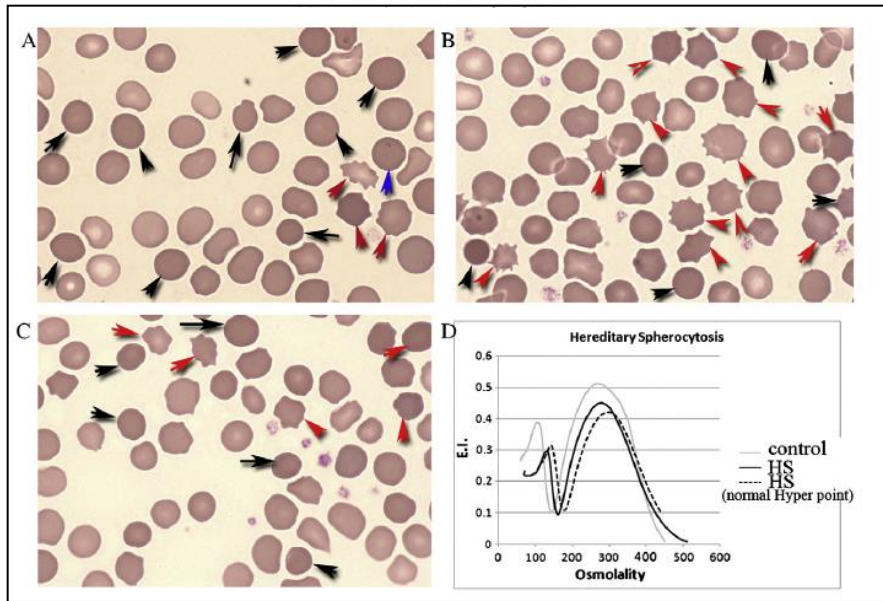 A
B
C
D
Hereditary Spherocytosis
0.6
0.5
0.4
0.3
0.2
0.1
0
E.I.
0 100 200 300 400 500 600
Osmolality
control
HS
HS
(normal Hyper point)